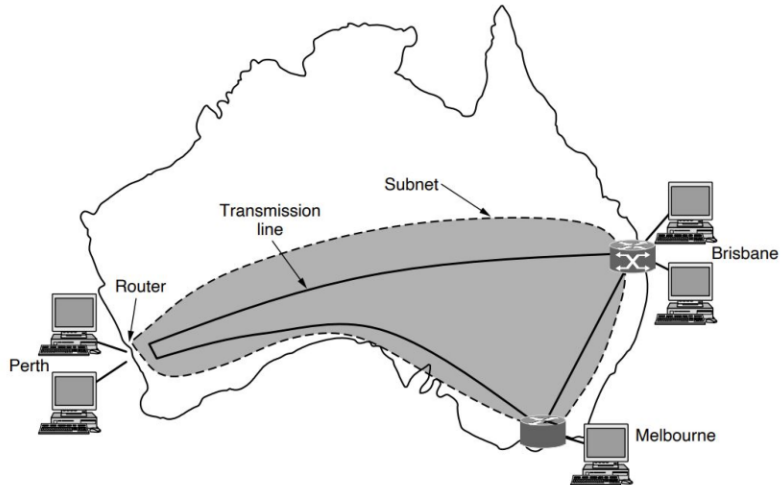 Subnet
Transmission
line
Brisbane
Router
Perth
Melbourne